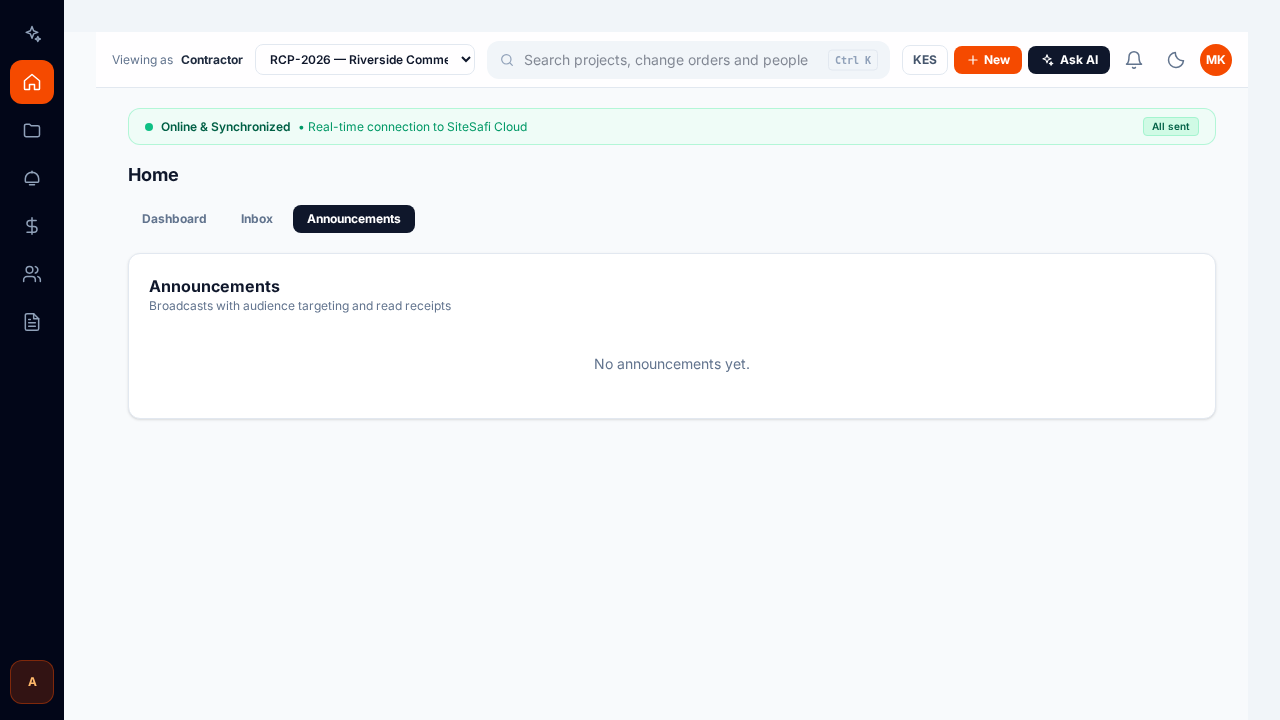 Viewing as Contractor RCP-2026 — Riverside Comme Search projects, change orders and people Ctrl K KES + New Ask AI MK
Online & Synchronized • Real-time connection to SiteSafi Cloud All sent
Home
Dashboard Inbox Announcements
Announcements
Broadcasts with audience targeting and read receipts
No announcements yet.
A